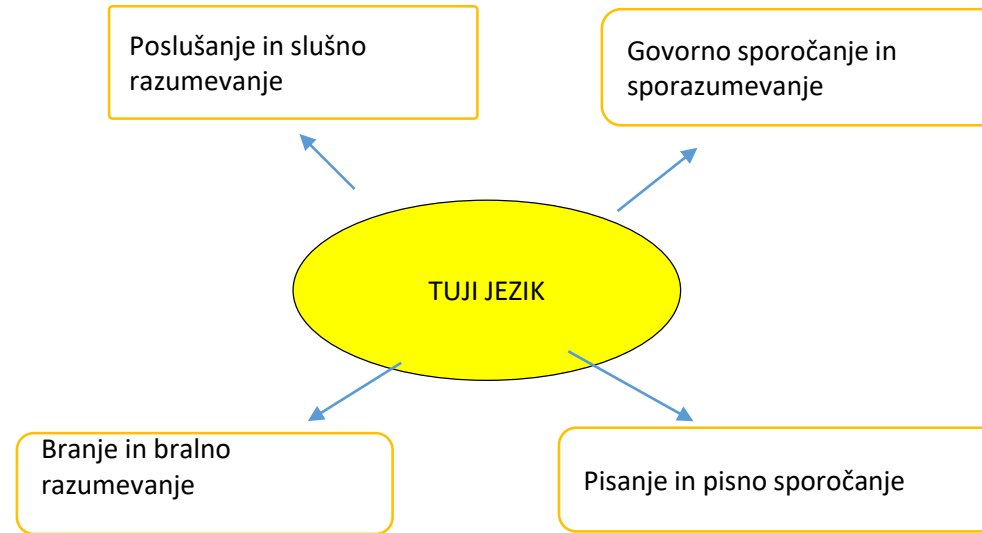 Poslušanje in slušno
razumevanje
Govorno sporočanje in
sporazumevanje
TUJI JEZIK
Branje in bralno
razumevanje
Pisanje in pisno sporočanje